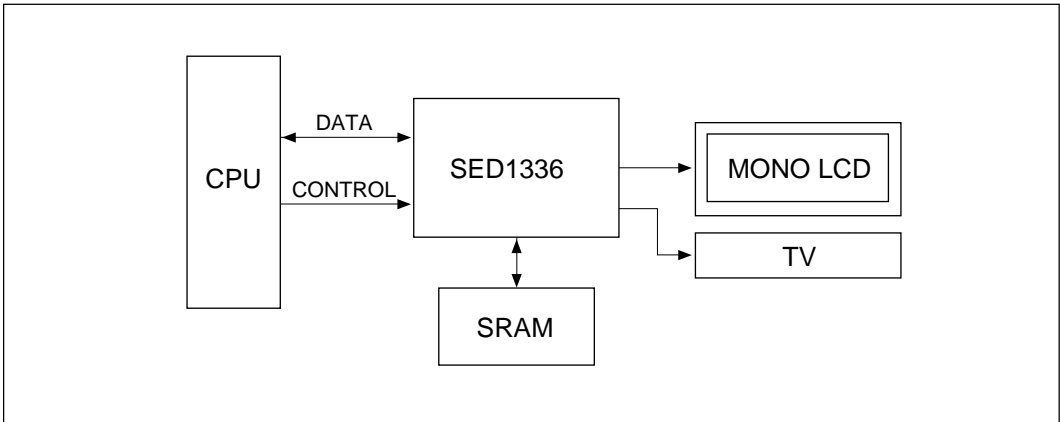 DATA
CPU
CONTROL
SED1336
MONO LCD
TV
SRAM